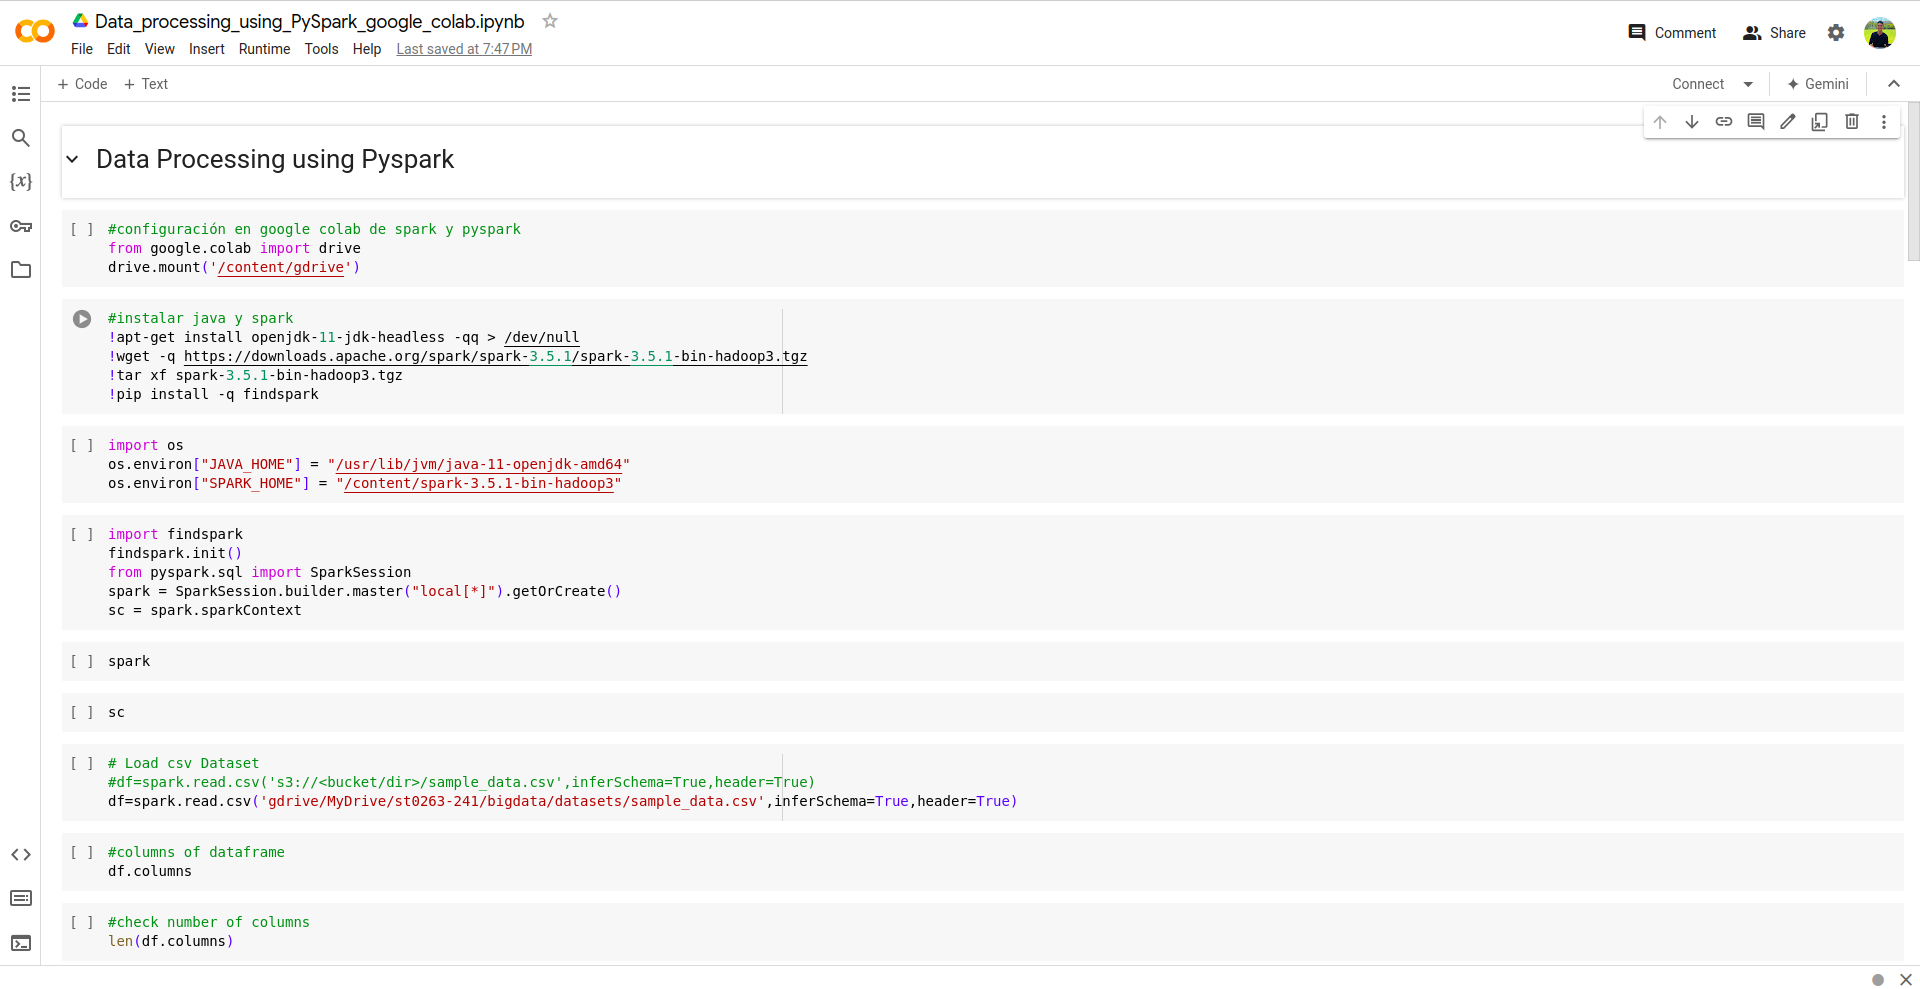 Data_processing_using_PySpark_google_colab.ipynb
File Edit View Insert Runtime Tools Help Last saved at 7:47 PM
Comment Share
+ Code + Text
Connect Gemini
Data Processing using Pyspark
[ ] #configuración en google colab de spark y pyspark
from google.colab import drive
drive.mount('/content/gdrive')
#instalar java y spark
!apt-get install openjdk-11-jdk-headless -qq > /dev/null
!wget -q https://downloads.apache.org/spark/spark-3.5.1/spark-3.5.1-bin-hadoop3.tgz
!tar xf spark-3.5.1-bin-hadoop3.tgz
!pip install -q findspark
[ ] import os
os.environ["JAVA_HOME"] = "/usr/lib/jvm/java-11-openjdk-amd64"
os.environ["SPARK_HOME"] = "/content/spark-3.5.1-bin-hadoop3"
[ ] import findspark
findspark.init()
from pyspark.sql import SparkSession
spark = SparkSession.builder.master("local[*]").getOrCreate()
sc = spark.sparkContext
[ ] spark
[ ] sc
[ ] # Load csv Dataset
#df=spark.read.csv('s3://<bucket/dir>/sample_data.csv',inferSchema=True,header=True)
df=spark.read.csv('gdrive/MyDrive/st0263-241/bigdata/datasets/sample_data.csv',inferSchema=True,header=True)
[ ] #columns of dataframe
df.columns
[ ] #check number of columns
len(df.columns)